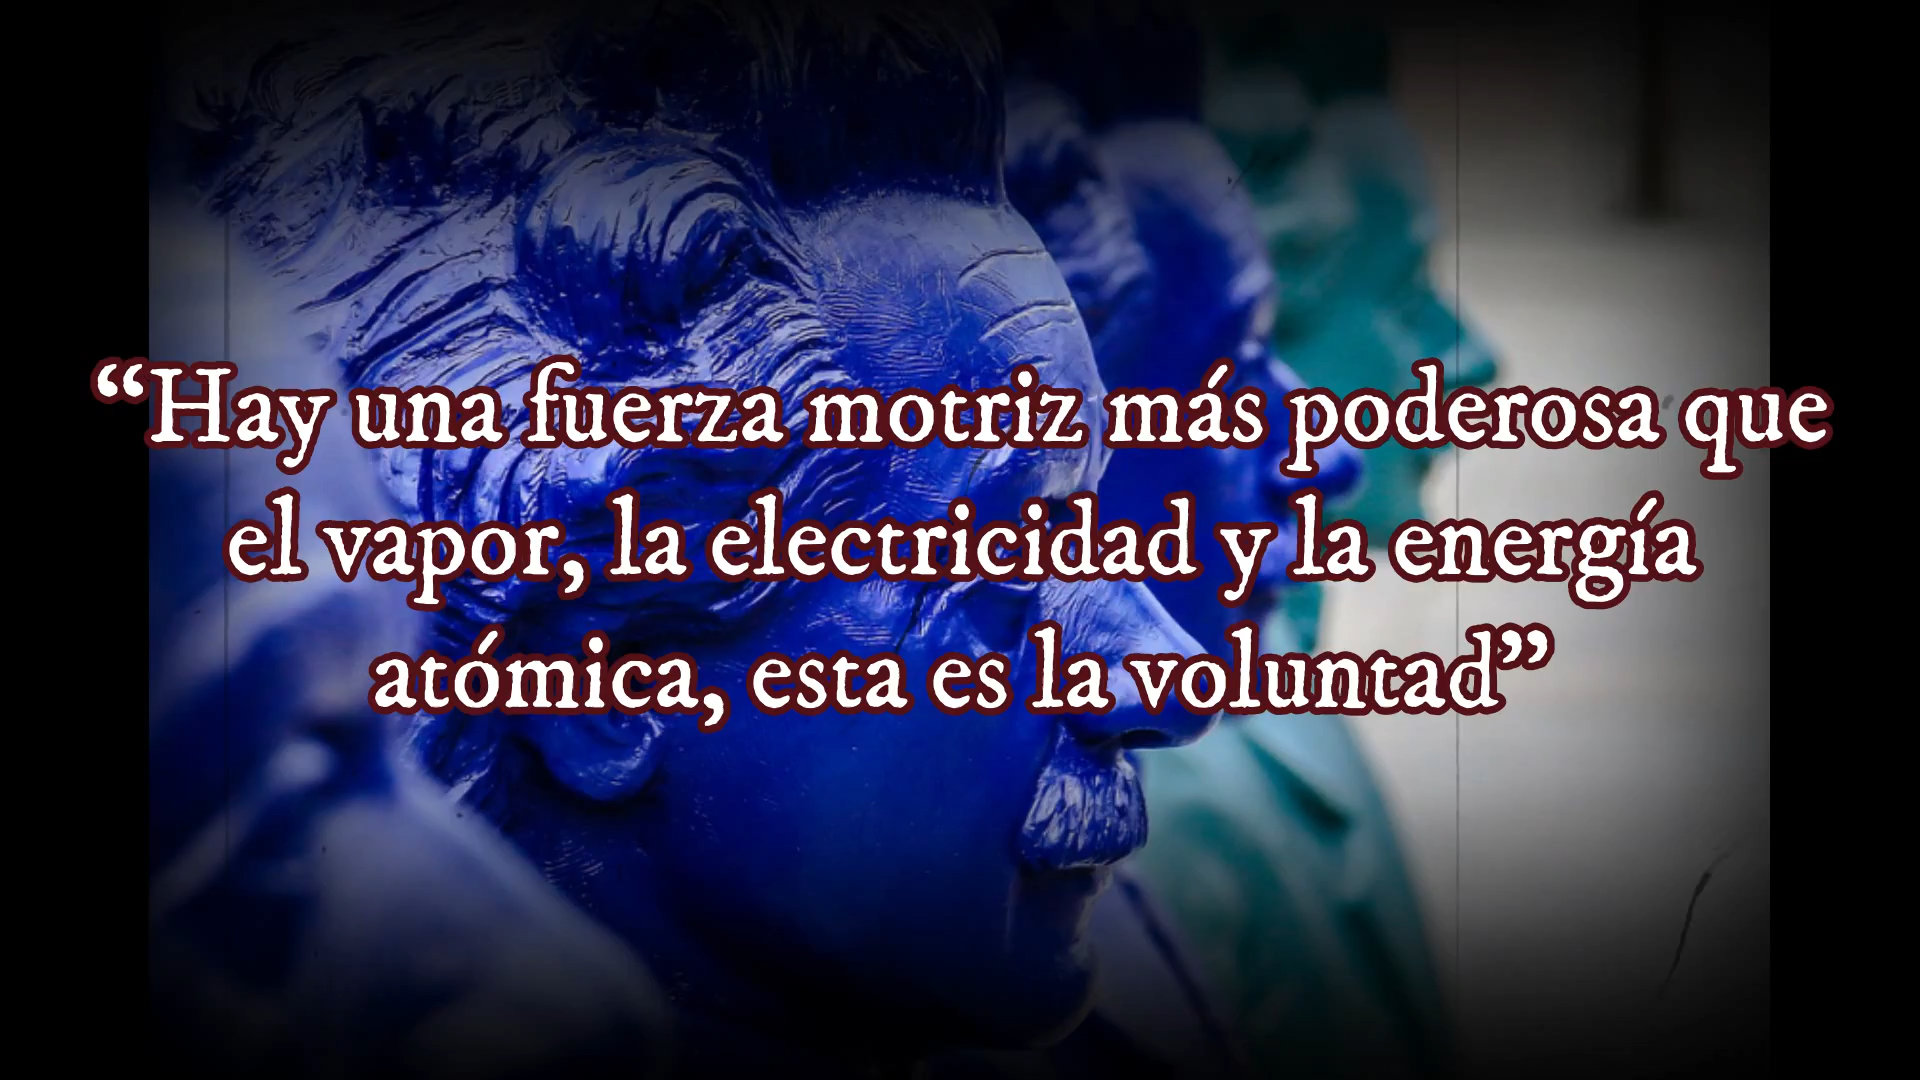 “Hay una fuerza motriz más poderosa que
el vapor, la electricidad y la energía
atómica, esta es la voluntad”